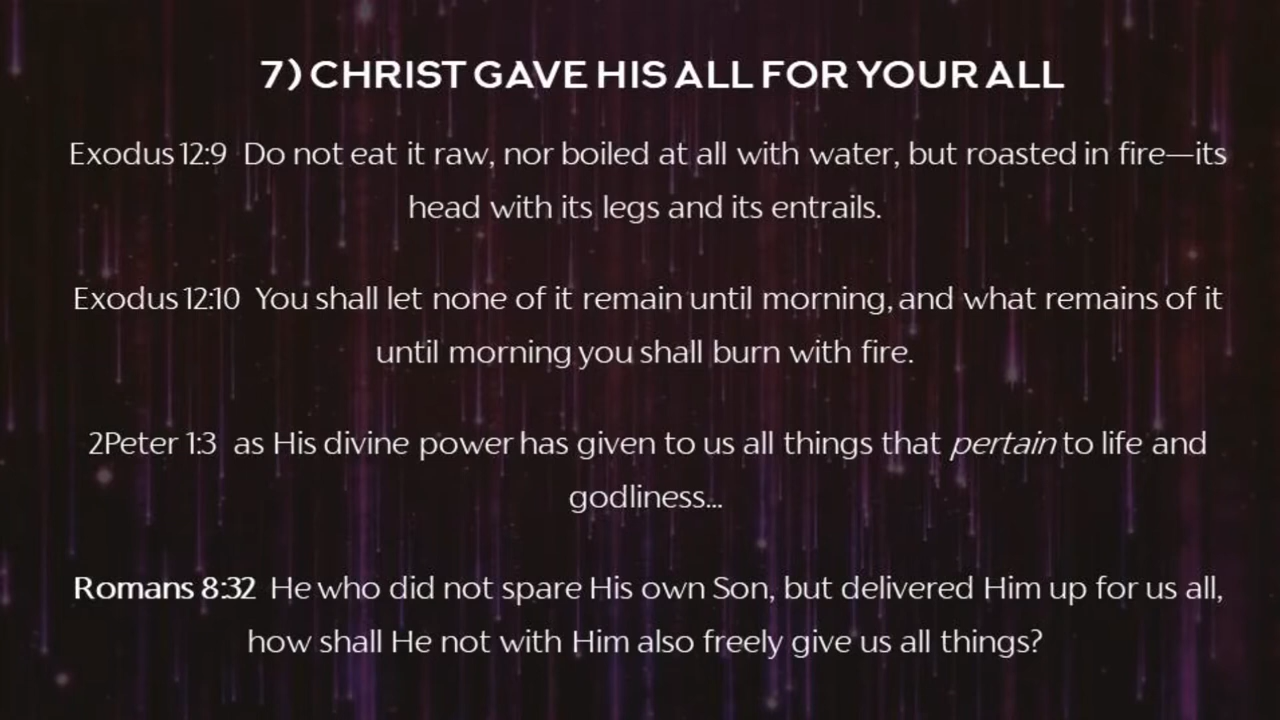 7) CHRIST GAVE HIS ALL FOR YOUR ALL
Exodus 12:9 Do not eat it raw, nor boiled at all with water, but roasted in fire—its
head with its legs and its entrails.
Exodus 12:10 You shall let none of it remain until morning, and what remains of it
until morning you shall burn with fire.
2Peter 1:3 as His divine power has given to us all things that pertain to life and
godliness...
Romans 8:32 He who did not spare His own Son, but delivered Him up for us all,
how shall He not with Him also freely give us all things?